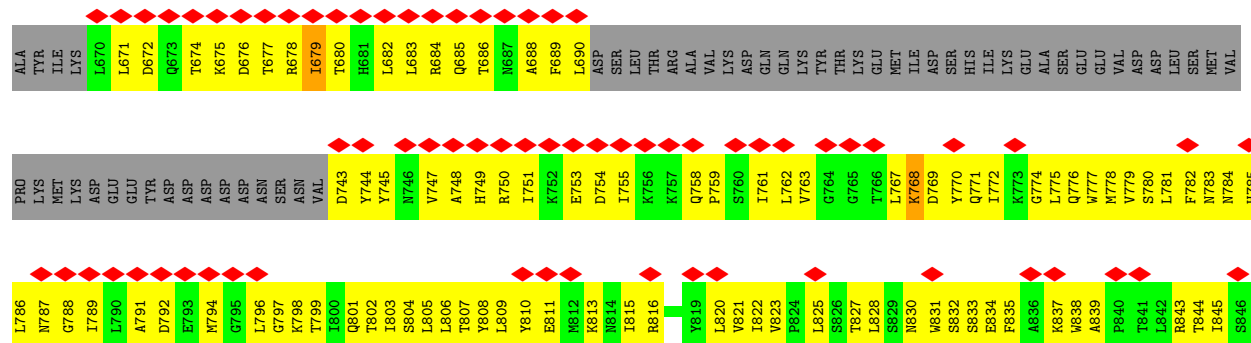 ALA TYR ILE LYS L670 L671 D672 Q673 T674 K675 D676 T677 R678 I679 T680 H681 L682 L683 R684 Q685 T686 N687 A688 F689 L690 ASP SER LEU THR ARG ALA VAL LYS ASP GLN GLN LYS TYR THR LYS GLU MET ILE ASP SER HIS ILE LYS GLU ALA SER GLU GLU VAL ASP ASP LEU SER MET VAL
PRO LYS MET LYS ASP GLU GLU TYR ASP ASP ASP ASP ASP ASN SER ASN VAL D743 Y744 Y745 N746 V747 A748 H749 R750 I751 K752 E753 D754 I755 K756 K757 Q758 P759 S760 I761 L762 V763 G764 G765 T766 L767 K768 D769 Y770 Q771 I772 K773 G774 L775 Q776 W777 M778 V779 S780 L781 F782 N783 N784
L786 N787 G788 I789 L790 A791 D792 E793 M794 G795 L796 G797 K798 T799 I800 Q801 T802 I803 S804 L805 L806 T807 Y808 L809 Y810 E811 M812 K813 N814 I815 R816 Y819 L820 V821 I822 V823 P824 L825 S826 T827 L828 S829 N830 W831 S832 S833 E834 F835 A836 K837 W838 A839 P840 T841 L842 R843 T844 I845 S846